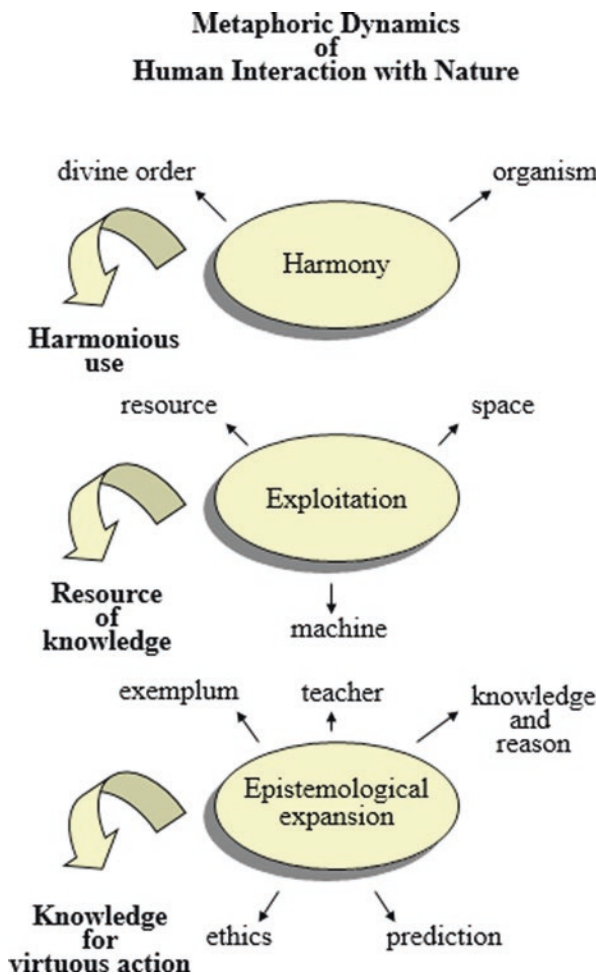 Metaphoric Dynamics
of
Human Interaction with Nature
divine order
organism
Harmony
Harmonious
use
resource
space
Exploitation
Resource
of
knowledge
machine
exemplum
teacher
knowledge
and
reason
Epistemological
expansion
Knowledge
for
virtuous action
ethics
prediction